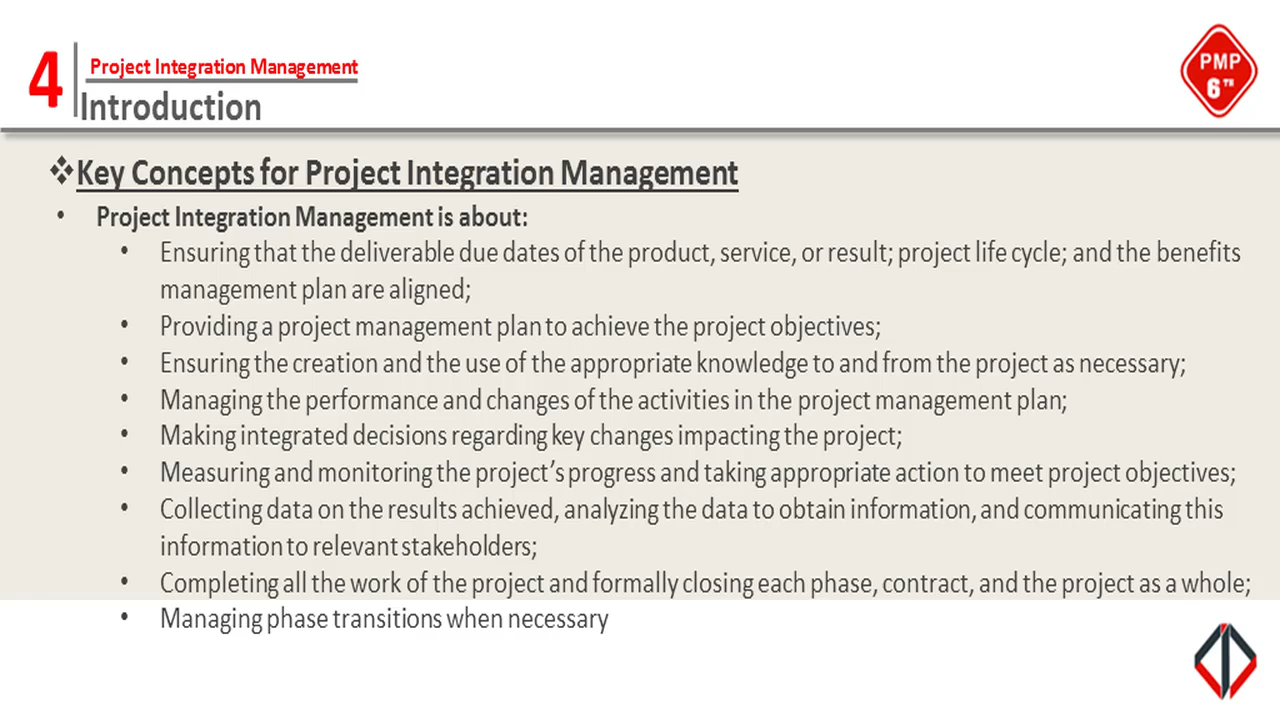 4
Project Integration Management
Introduction
PMP
6TH
❖Key Concepts for Project Integration Management
• Project Integration Management is about:
• Ensuring that the deliverable due dates of the product, service, or result; project life cycle; and the benefits
management plan are aligned;
• Providing a project management plan to achieve the project objectives;
• Ensuring the creation and the use of the appropriate knowledge to and from the project as necessary;
• Managing the performance and changes of the activities in the project management plan;
• Making integrated decisions regarding key changes impacting the project;
• Measuring and monitoring the project’s progress and taking appropriate action to meet project objectives;
• Collecting data on the results achieved, analyzing the data to obtain information, and communicating this
information to relevant stakeholders;
• Completing all the work of the project and formally closing each phase, contract, and the project as a whole;
• Managing phase transitions when necessary